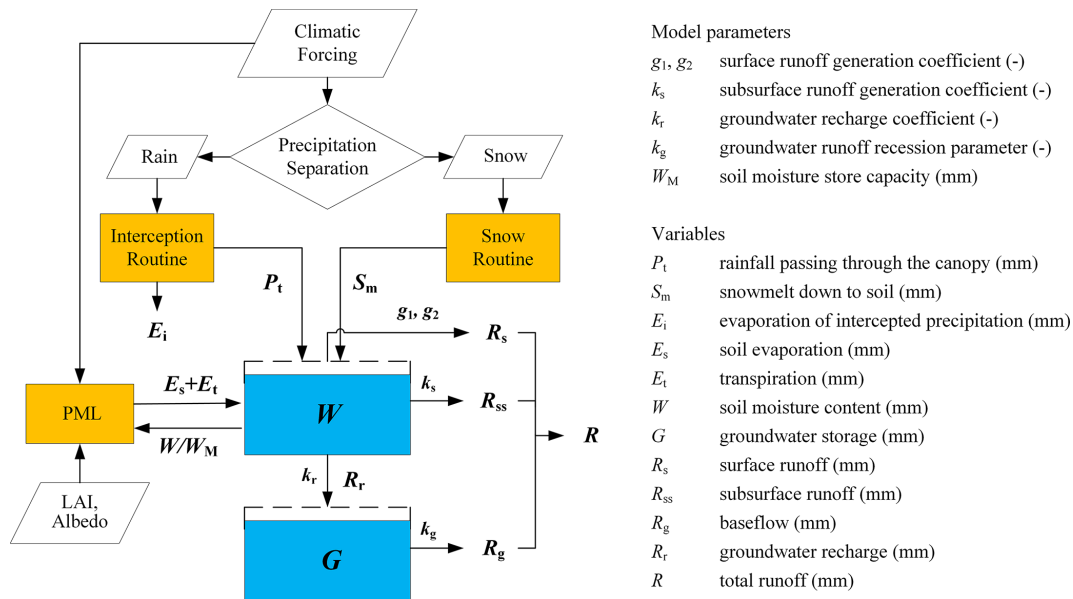 Climatic
Forcing
Precipitation
Separation
Rain
Snow
Interception
Routine
Snow
Routine
Pt
Sm
Ei
g1, g2
Rs
PML
Es+Et
W/WM
W
ks
Rss
R
LAI,
Albedo
kr
Rr
G
kg
Rg
Model parameters
g1, g2 surface runoff generation coefficient (-)
ks subsurface runoff generation coefficient (-)
kr groundwater recharge coefficient (-)
kg groundwater runoff recession parameter (-)
WM soil moisture store capacity (mm)
Variables
Pt rainfall passing through the canopy (mm)
Sm snowmelt down to soil (mm)
Ei evaporation of intercepted precipitation (mm)
Es soil evaporation (mm)
Et transpiration (mm)
W soil moisture content (mm)
G groundwater storage (mm)
Rs surface runoff (mm)
Rss subsurface runoff (mm)
Rg baseflow (mm)
Rr groundwater recharge (mm)
R total runoff (mm)